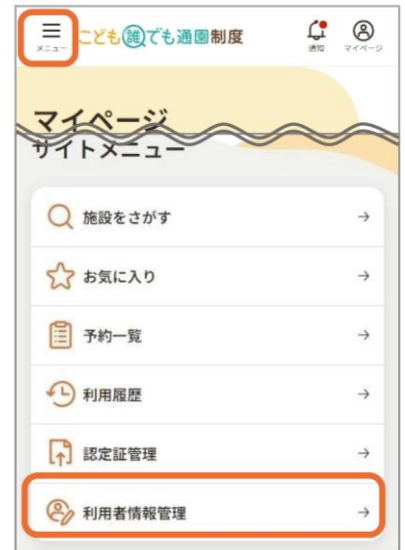 メニュー
こども誰でも通園制度
通知
マイページ
マイページ
サイトメニュー
施設をさがす
お気に入り
予約一覧
利用履歴
認定証管理
利用者情報管理